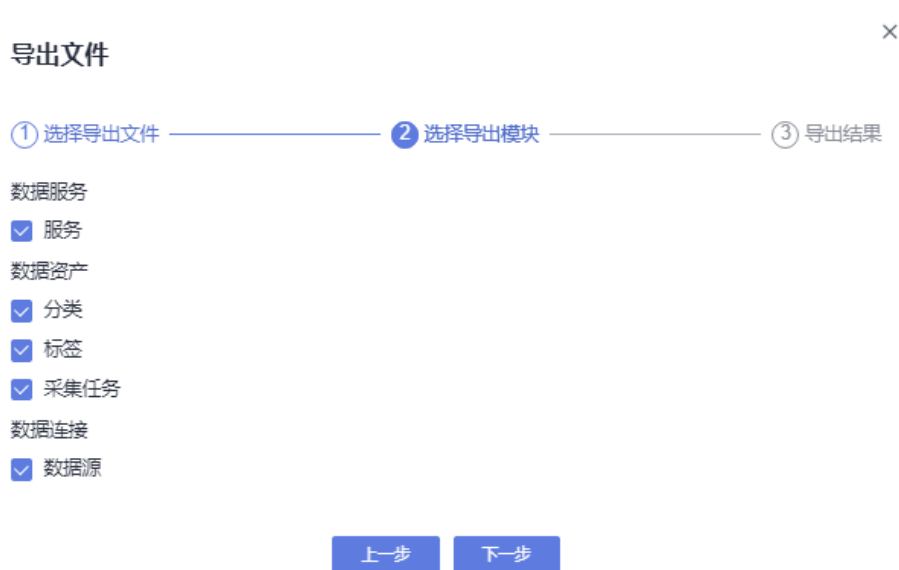 导出文件
1 选择导出文件 2 选择导出模块 3 导出结果
数据服务
服务
数据资产
分类
标签
采集任务
数据连接
数据源
上一步 下一步